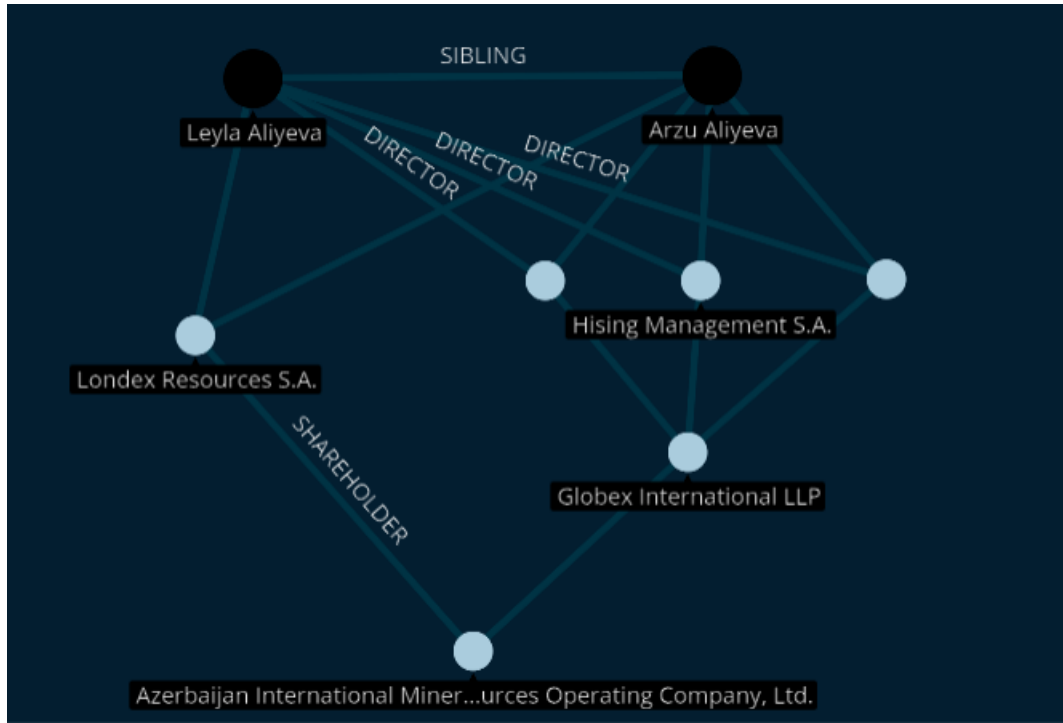 SIBLING
Leyla Aliyeva
Arzu Aliyeva
DIRECTOR
DIRECTOR
DIRECTOR
Hising Management S.A.
Londex Resources S.A.
SHAREHOLDER
Globex International LLP
Azerbaijan International Miner...urces Operating Company, Ltd.